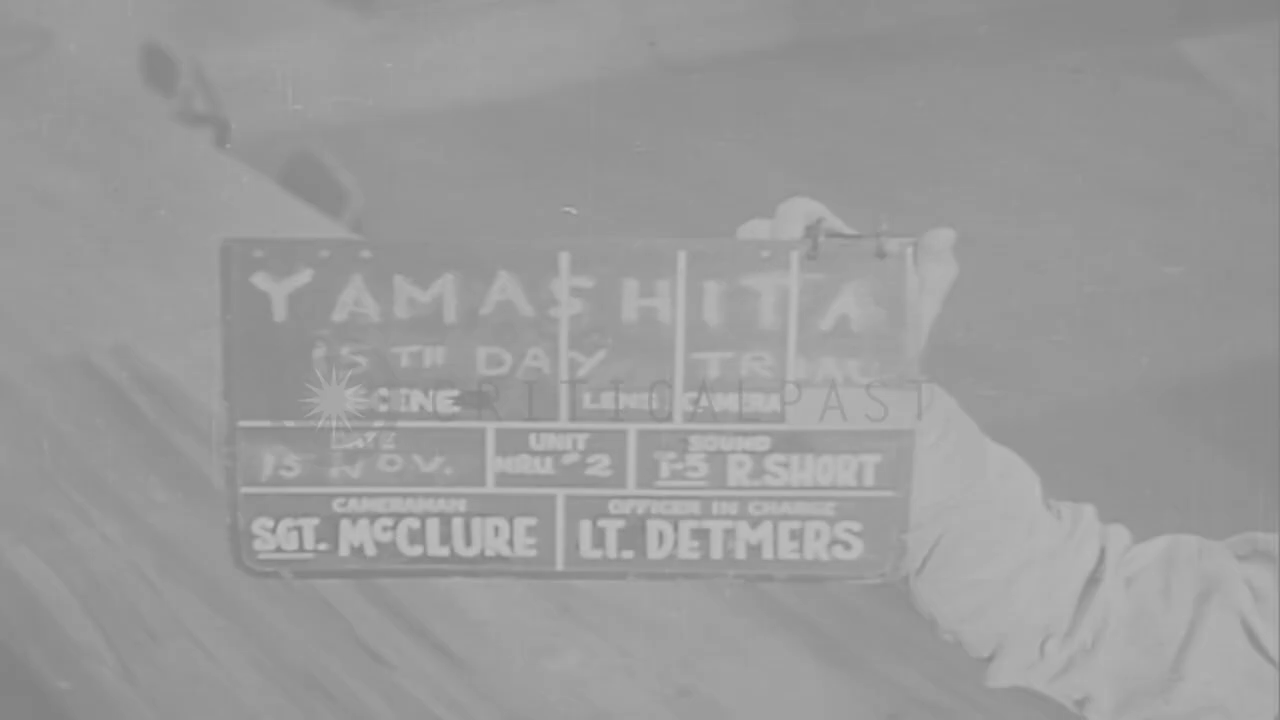 YAMASHITA
15TH DAY TRIAL
SCENE LENS CAMERA
CRITICALPAST
DATE UNIT SOUND
15 NOV. NRU #2 T-5 R.SHORT
CAMERAMAN OFFICER IN CHARGE
SGT. McCLURE LT. DETMERS